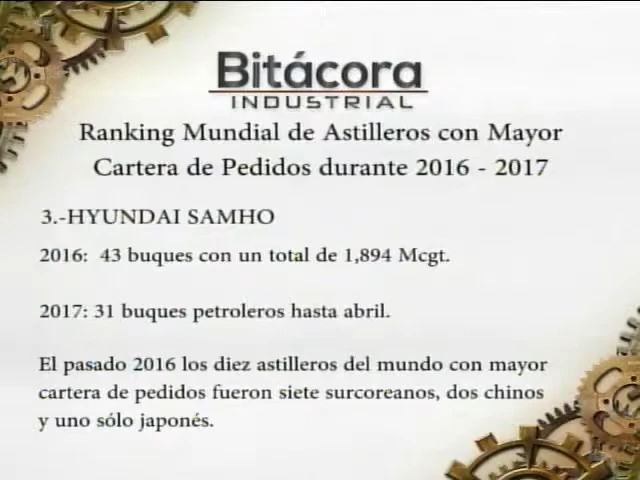 Bitácora
INDUSTRIAL
Ranking Mundial de Astilleros con Mayor
Cartera de Pedidos durante 2016 - 2017
3.-HYUNDAI SAMHO
2016: 43 buques con un total de 1,894 Mcgt.
2017: 31 buques petroleros hasta abril.
El pasado 2016 los diez astilleros del mundo con mayor
cartera de pedidos fueron siete surcoreanos, dos chinos
y uno sólo japonés.